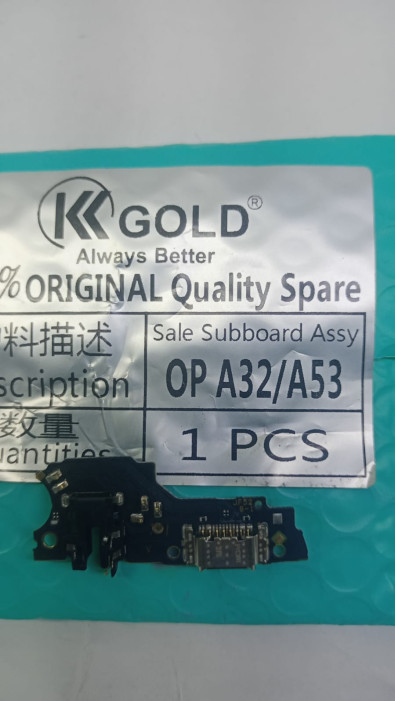 KK GOLD®
Always Better
% ORIGINAL Quality Spare
料描述
scription
Sale Subboard Assy
OP A32/A53
数量
uantities
1 PCS